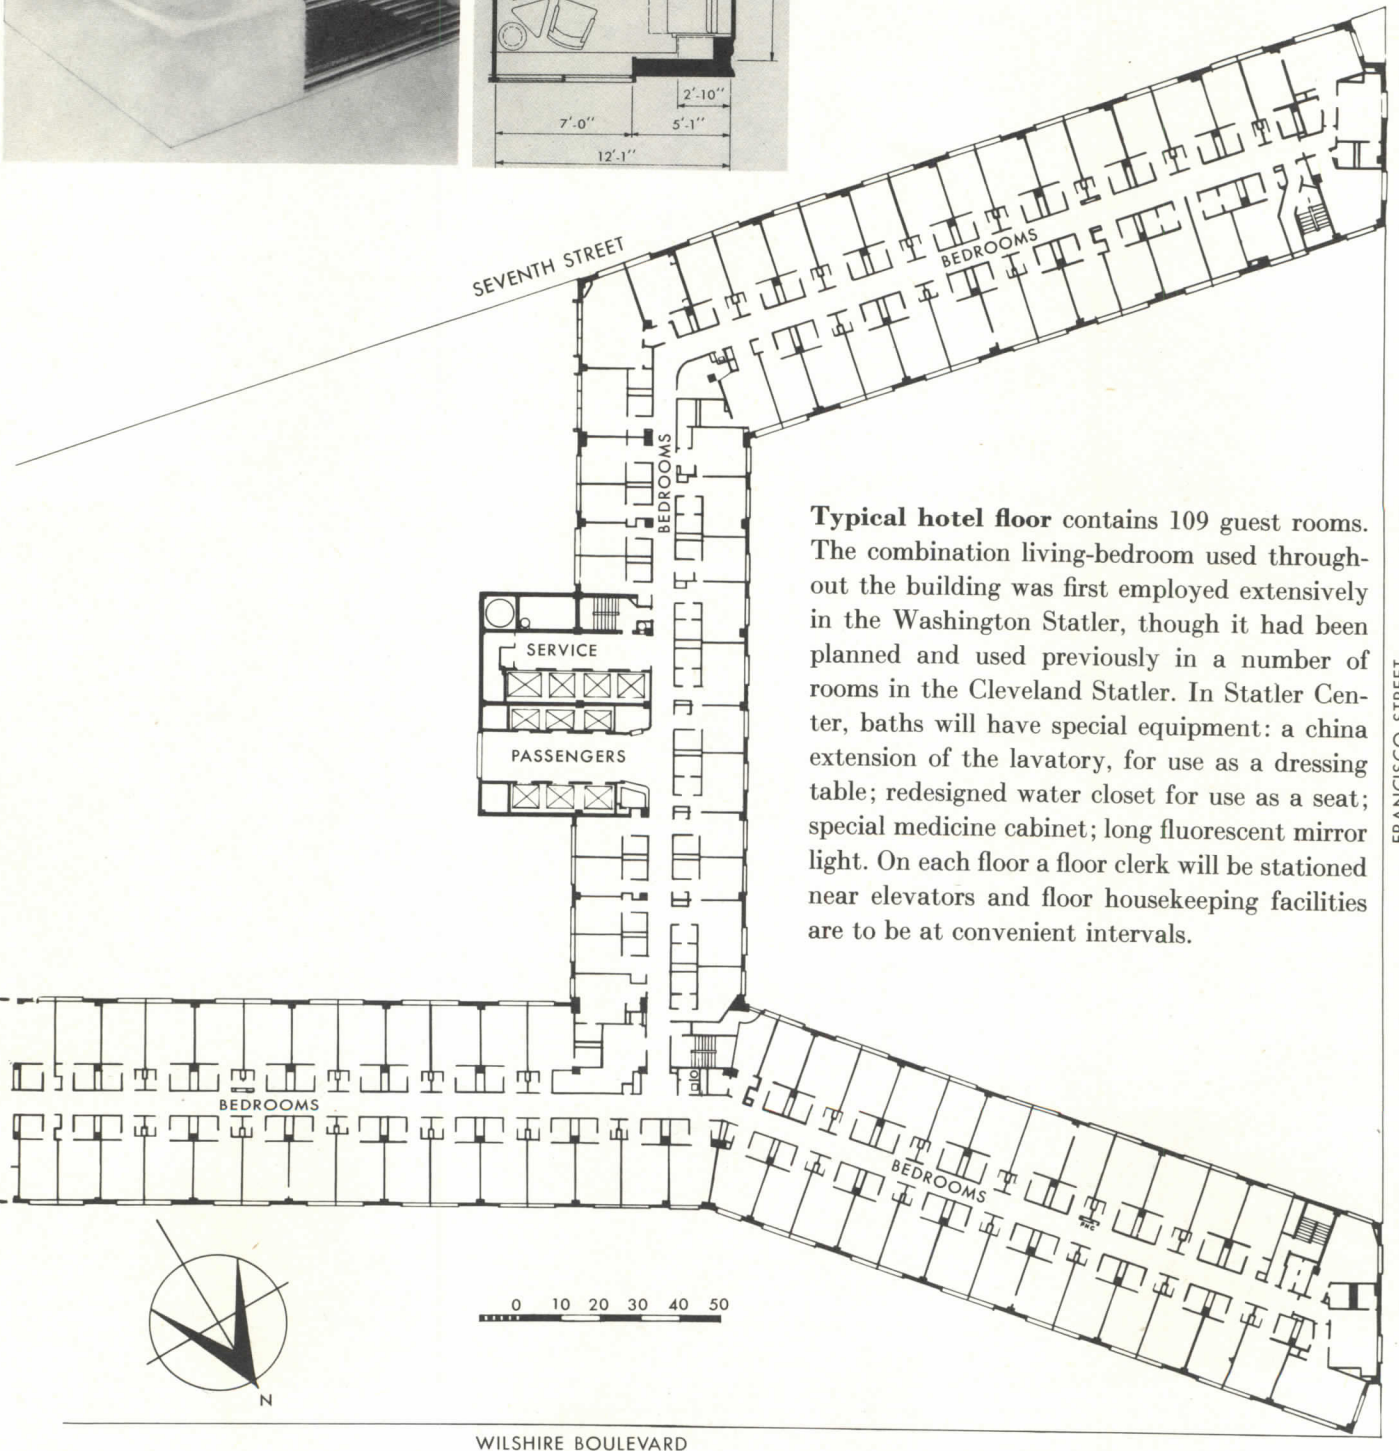 2'-10"
7'-0" 5'-1"
12'-1"
SEVENTH STREET
BEDROOMS
BEDROOMS
Typical hotel floor contains 109 guest rooms.
The combination living-bedroom used through-
out the building was first employed extensively
in the Washington Statler, though it had been
planned and used previously in a number of
rooms in the Cleveland Statler. In Statler Cen-
ter, baths will have special equipment: a china
extension of the lavatory, for use as a dressing
table; redesigned water closet for use as a seat;
special medicine cabinet; long fluorescent mirror
light. On each floor a floor clerk will be stationed
near elevators and floor housekeeping facilities
are to be at convenient intervals.
FRANCISCO STREET
SERVICE
PASSENGERS
BEDROOMS
BEDROOMS
0 10 20 30 40 50
N
WILSHIRE BOULEVARD